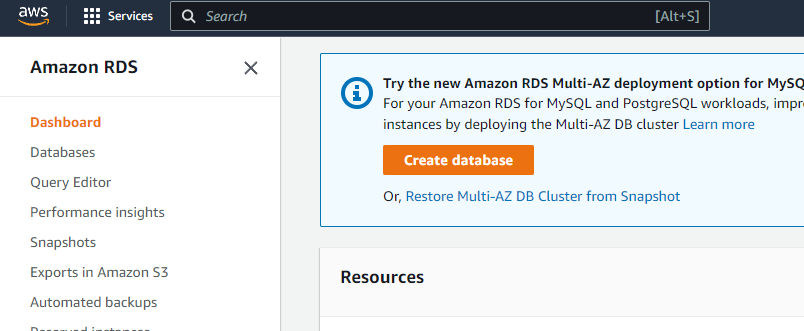 aws
Services
Search
[Alt+S]
Amazon RDS
Dashboard
Databases
Query Editor
Performance insights
Snapshots
Exports in Amazon S3
Automated backups
Reserved instances
Try the new Amazon RDS Multi-AZ deployment option for MySQ
For your Amazon RDS for MySQL and PostgreSQL workloads, impr
instances by deploying the Multi-AZ DB cluster Learn more
Create database
Or, Restore Multi-AZ DB Cluster from Snapshot
Resources